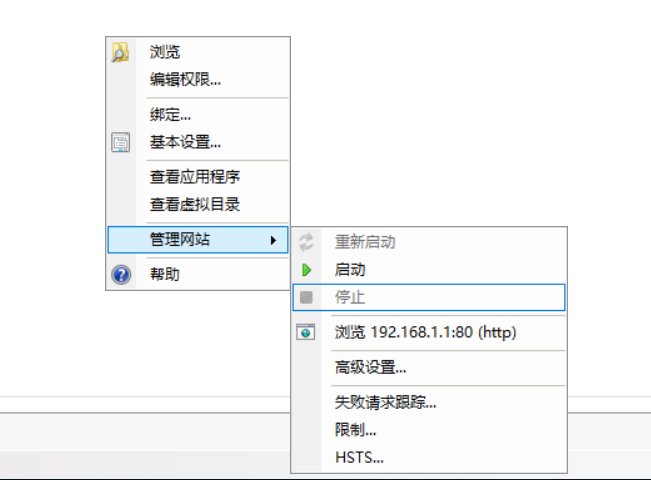 浏览
编辑权限...
绑定...
基本设置...
查看应用程序
查看虚拟目录
管理网站
帮助
重新启动
启动
停止
浏览 192.168.1.1:80 (http)
高级设置...
失败请求跟踪...
限制...
HSTS...